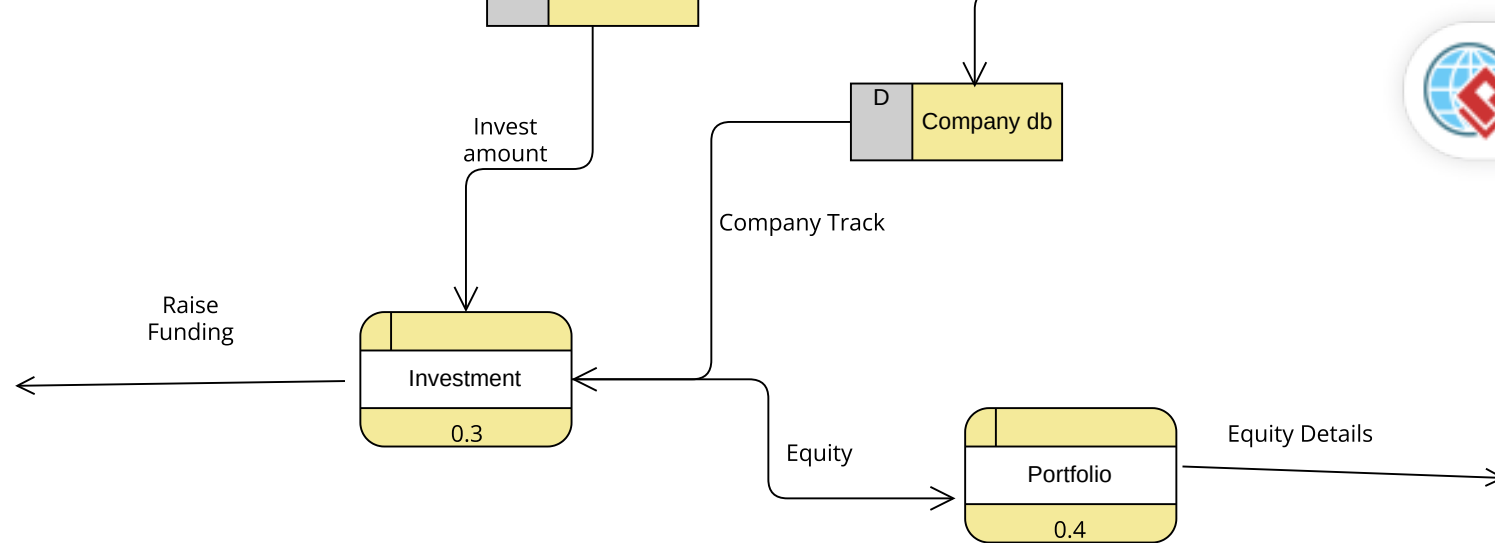 D
Company db
Invest
amount
Company Track
Raise
Funding
Investment
0.3
Equity
Equity Details
Portfolio
0.4